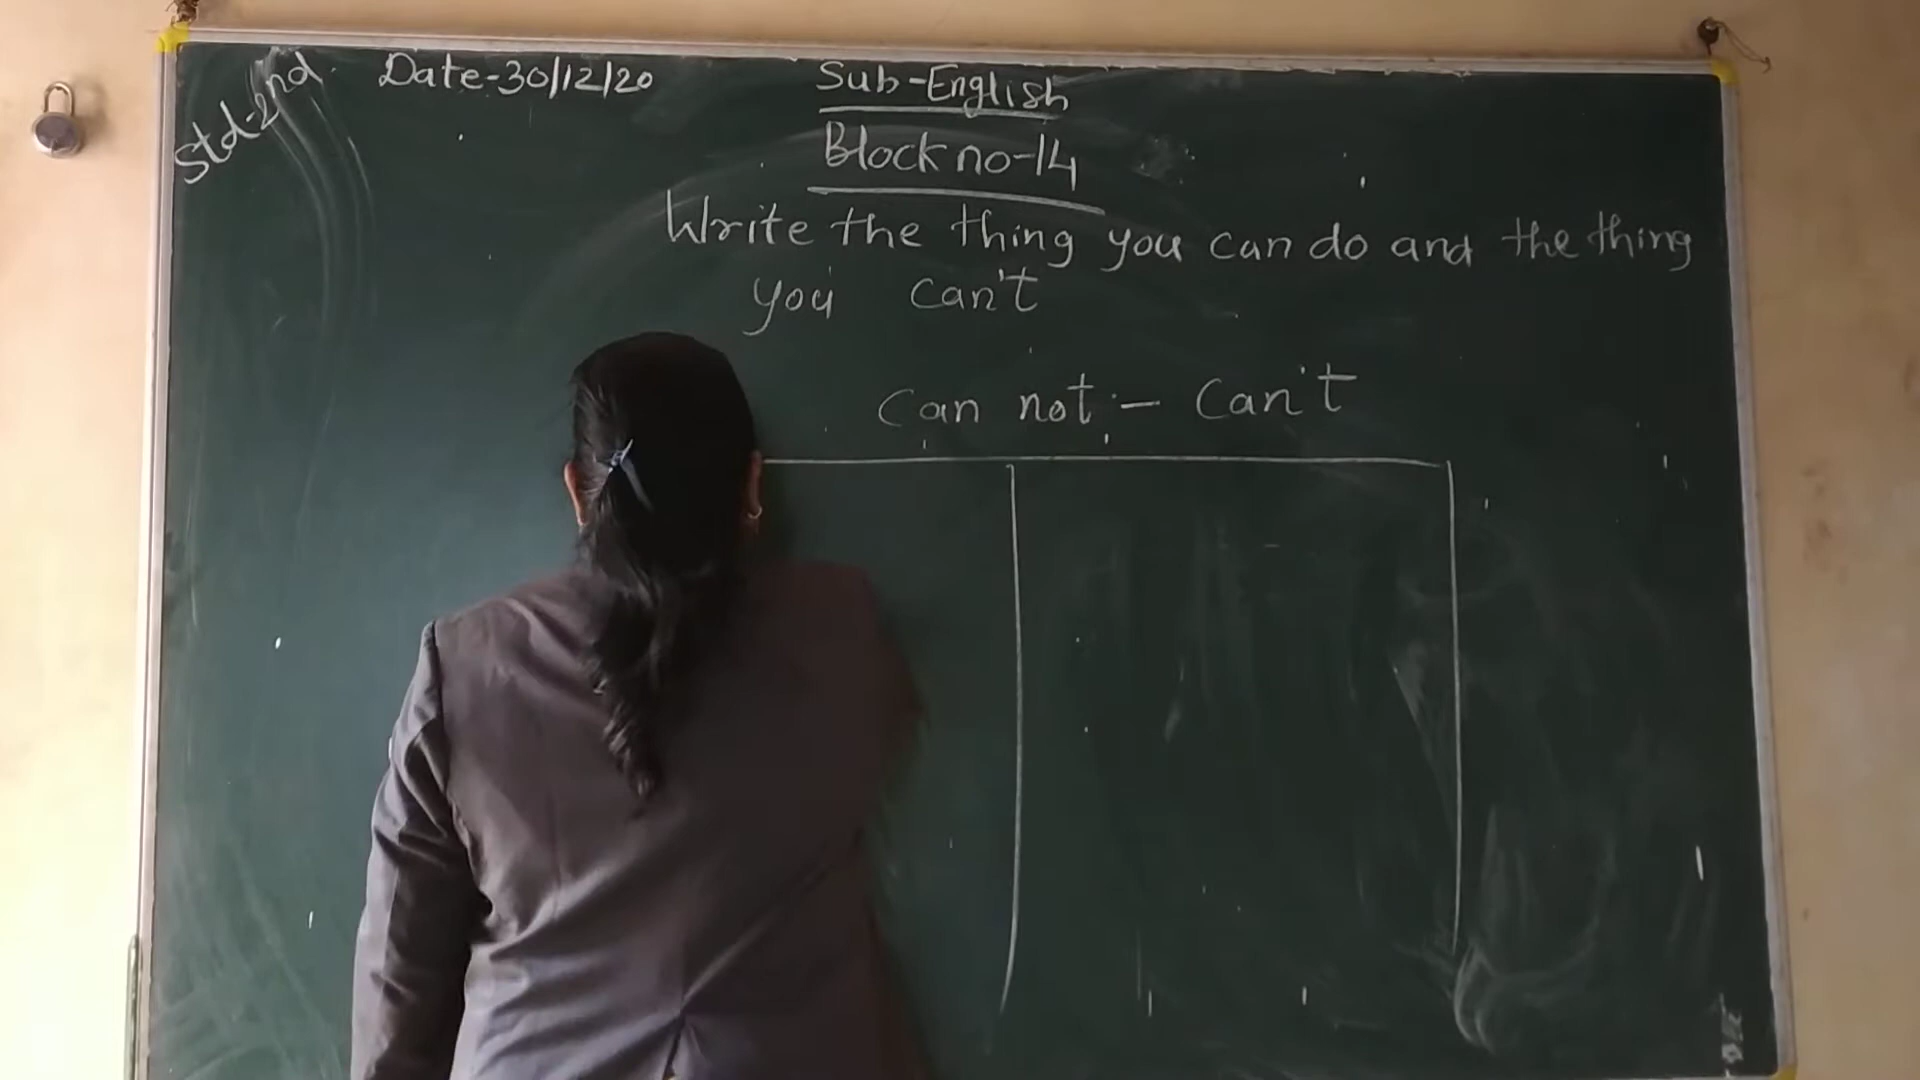 Std-2nd.
Date-30/12/20
Sub-English
Block no-14
Write the thing you can do and the thing
you can't
Can not - Can't